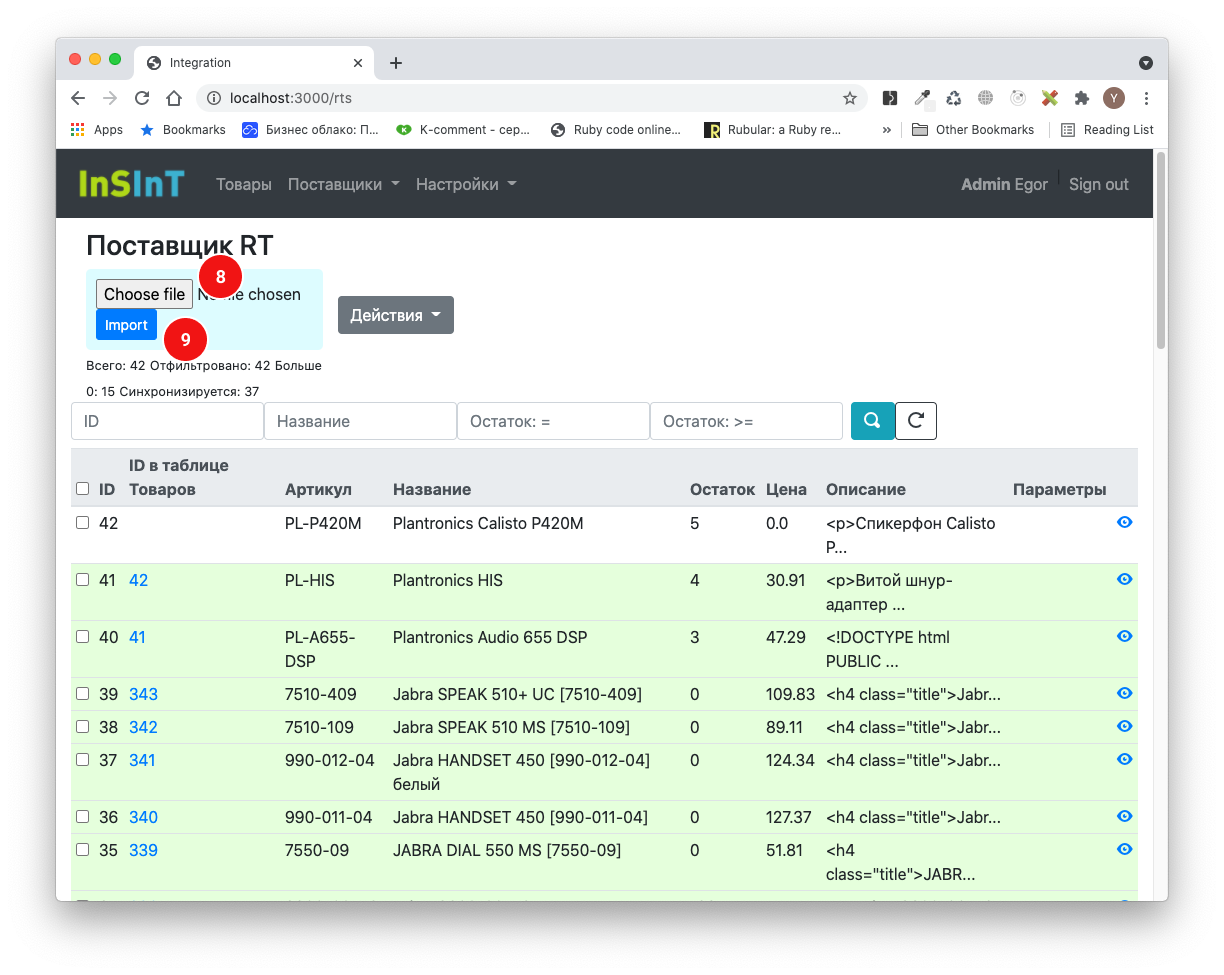 Integration
localhost:3000/rts
Apps Bookmarks Бизнес облако: П... K-comment - сер... Ruby code online... Rubular: a Ruby re... » Other Bookmarks Reading List
Y
InSInT Товары Поставщики Настройки Admin Egor Sign out
Поставщик RT
8
Choose file No file chosen
Действия
Import
9
Всего: 42 Отфильтровано: 42 Больше
0: 15 Синхронизируется: 37
ID Название Остаток: = Остаток: >=
ID в таблице
ID Товаров Артикул Название Остаток Цена Описание Параметры
42 PL-P420M Plantronics Calisto P420M 5 0.0 <p>Спикерфон Calisto
P...
41 42 PL-HIS Plantronics HIS 4 30.91 <p>Витой шнур-
адаптер ...
40 41 PL-A655- Plantronics Audio 655 DSP 3 47.29 <!DOCTYPE html
DSP PUBLIC ...
39 343 7510-409 Jabra SPEAK 510+ UC [7510-409] 0 109.83 <h4 class="title">Jabr...
38 342 7510-109 Jabra SPEAK 510 MS [7510-109] 0 89.11 <h4 class="title">Jabr...
37 341 990-012-04 Jabra HANDSET 450 [990-012-04] 0 124.34 <h4 class="title">Jabr...
белый
36 340 990-011-04 Jabra HANDSET 450 [990-011-04] 0 127.37 <h4 class="title">Jabr...
35 339 7550-09 JABRA DIAL 550 MS [7550-09] 0 51.81 <h4
class="title">JABR...